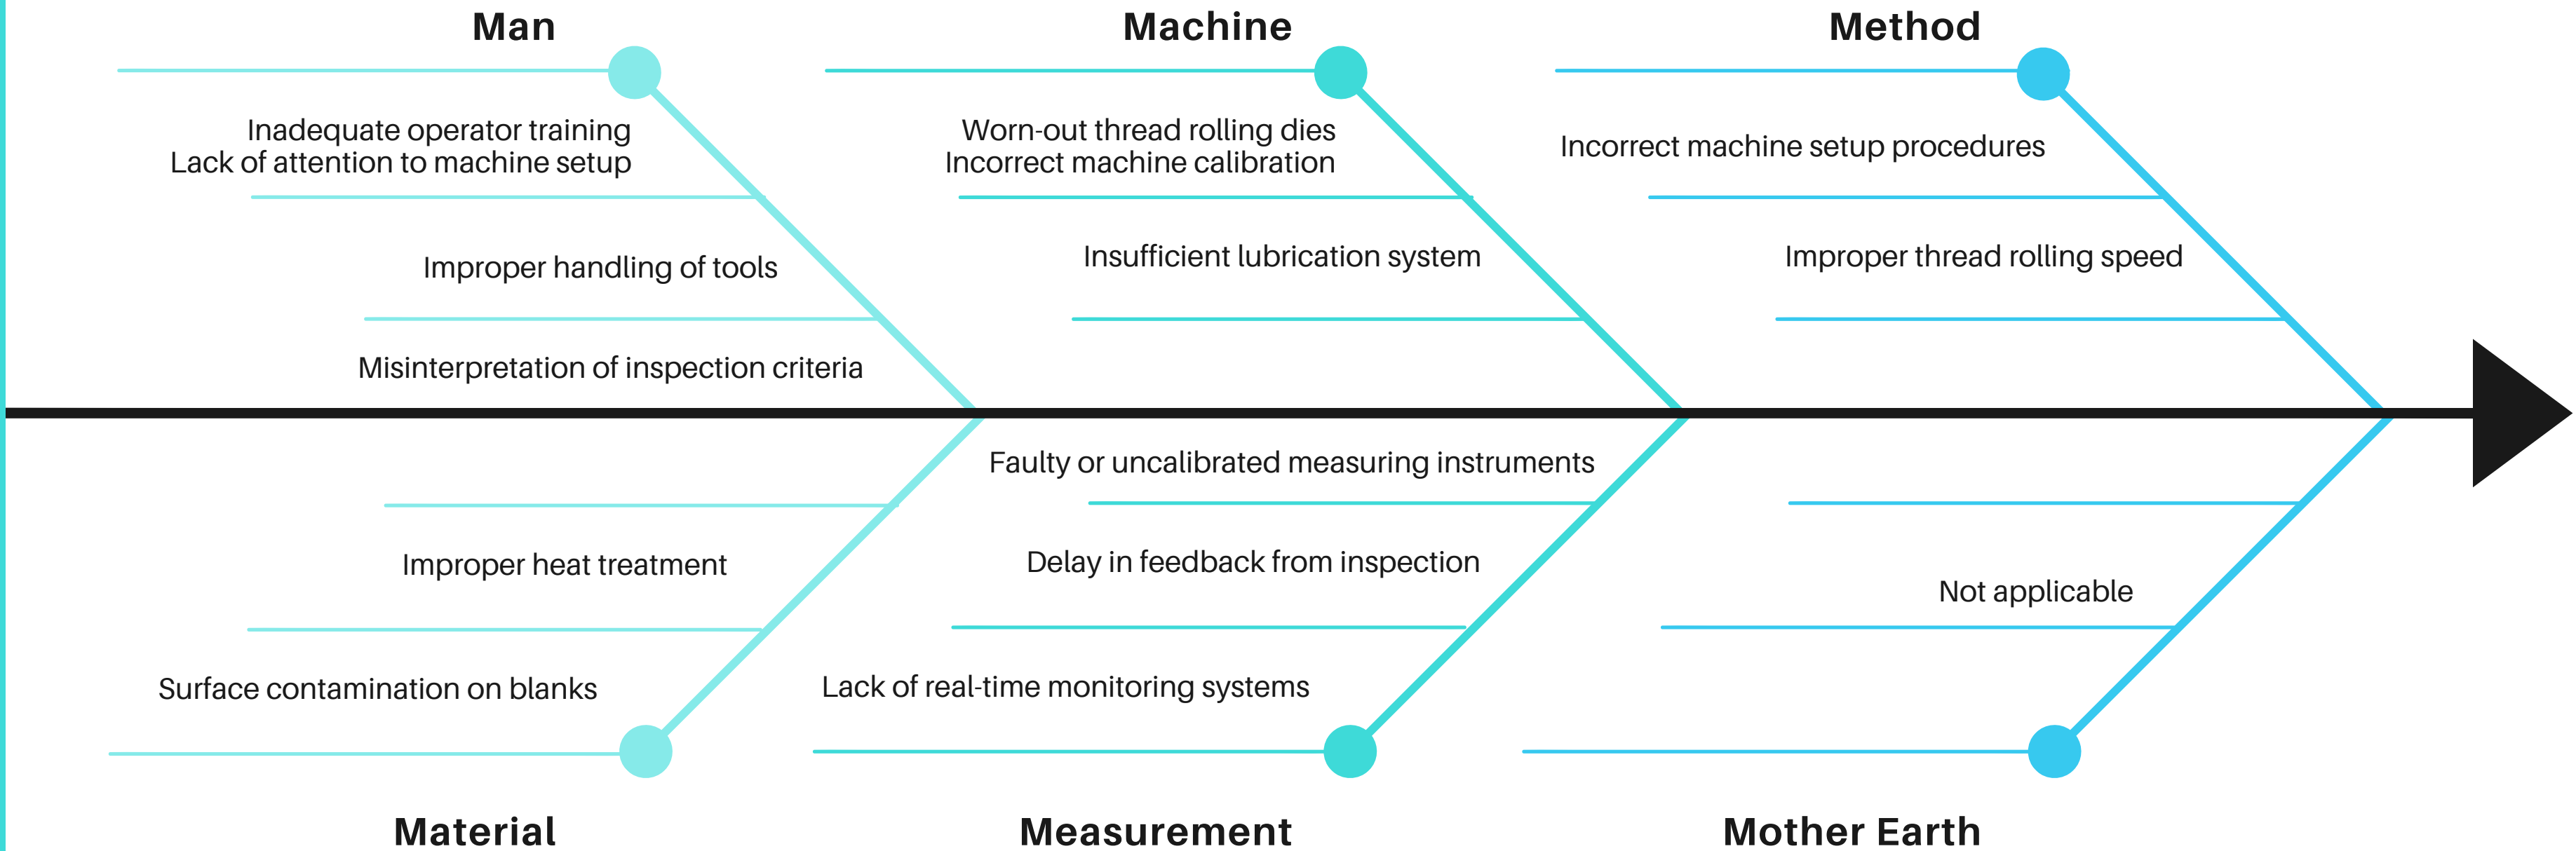 Man
Inadequate operator training
Lack of attention to machine setup
Improper handling of tools
Misinterpretation of inspection criteria
Machine
Worn-out thread rolling dies
Incorrect machine calibration
Insufficient lubrication system
Method
Incorrect machine setup procedures
Improper thread rolling speed
Improper heat treatment
Surface contamination on blanks
Material
Faulty or uncalibrated measuring instruments
Delay in feedback from inspection
Lack of real-time monitoring systems
Measurement
Not applicable
Mother Earth